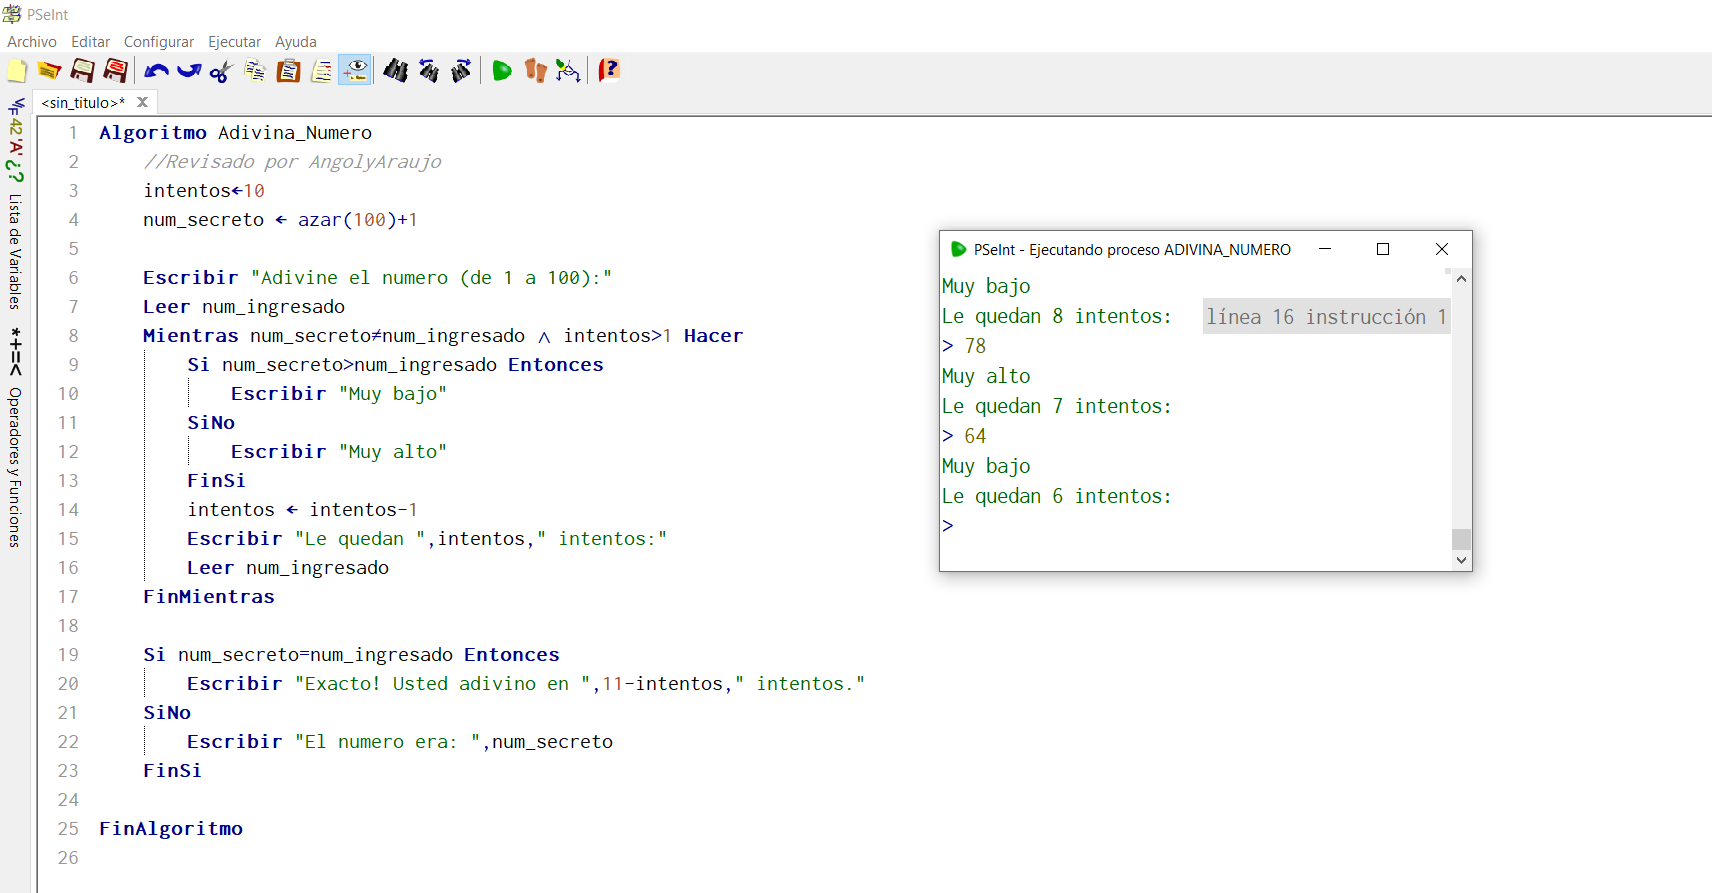 PSeInt
Archivo Editar Configurar Ejecutar Ayuda
<sin_titulo>* X
42 'A' ¿? Lista de Variables
*+=< Operadores y Funciones
1 Algoritmo Adivina_Numero
2 //Revisado por AngolyAraujo
3 intentos←10
4 num_secreto ← azar(100)+1
5
6 Escribir "Adivine el numero (de 1 a 100):"
7 Leer num_ingresado
8 Mientras num_secreto≠num_ingresado ∧ intentos>1 Hacer
9 Si num_secreto>num_ingresado Entonces
10 Escribir "Muy bajo"
11 SiNo
12 Escribir "Muy alto"
13 FinSi
14 intentos ← intentos-1
15 Escribir "Le quedan ",intentos," intentos:"
16 Leer num_ingresado
17 FinMientras
18
19 Si num_secreto=num_ingresado Entonces
20 Escribir "Exacto! Usted adivino en ",11-intentos," intentos."
21 SiNo
22 Escribir "El numero era: ",num_secreto
23 FinSi
24
25 FinAlgoritmo
26
PSeInt - Ejecutando proceso ADIVINA_NUMERO
Muy bajo
Le quedan 8 intentos: línea 16 instrucción 1
> 78
Muy alto
Le quedan 7 intentos:
> 64
Muy bajo
Le quedan 6 intentos:
>